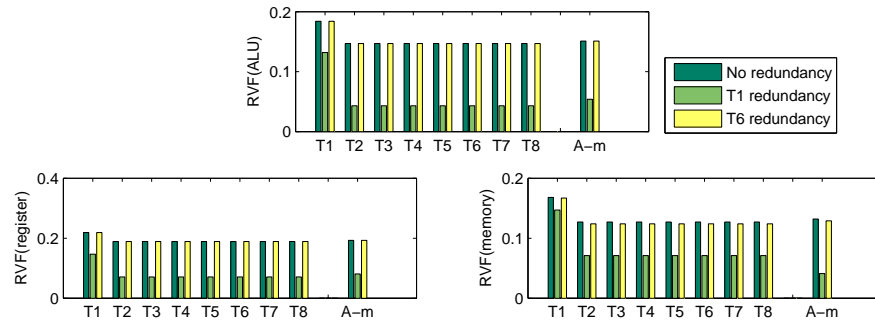 0.2
0.1
0
RVF(ALU)
T1 T2 T3 T4 T5 T6 T7 T8 A−m
No redundancy
T1 redundancy
T6 redundancy
0.4
0.2
0
RVF(register)
T1 T2 T3 T4 T5 T6 T7 T8 A−m
0.2
0.1
0
RVF(memory)
T1 T2 T3 T4 T5 T6 T7 T8 A−m